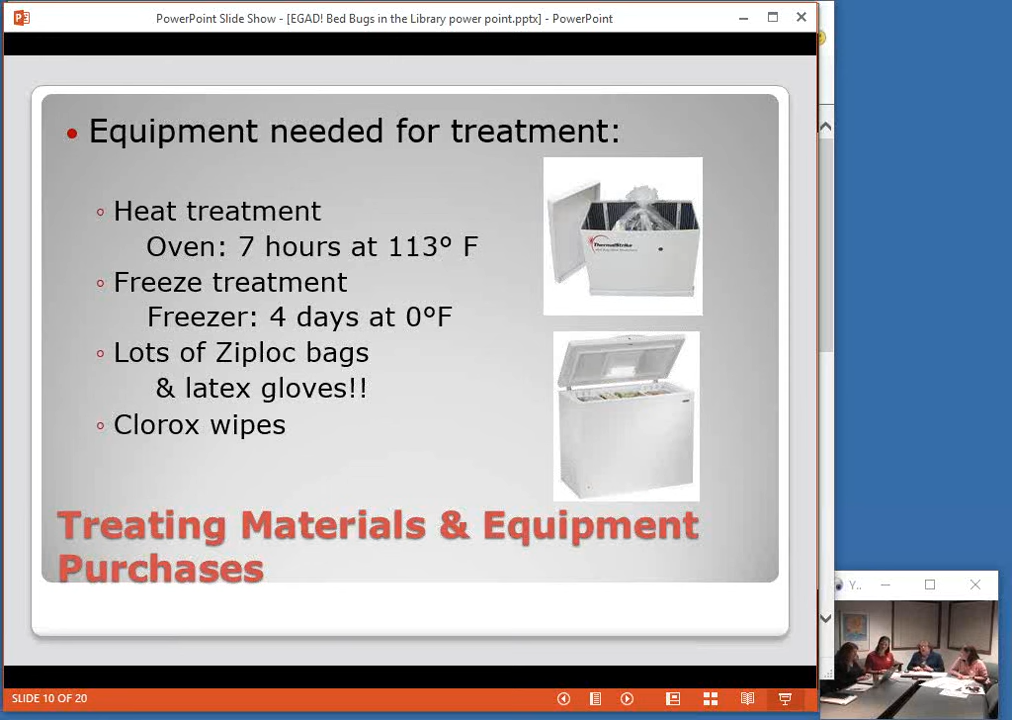 PowerPoint Slide Show - [EGAD! Bed Bugs in the Library power point.pptx] - PowerPoint
• Equipment needed for treatment:
◦ Heat treatment
Oven: 7 hours at 113° F
◦ Freeze treatment
Freezer: 4 days at 0°F
◦ Lots of Ziploc bags
& latex gloves!!
◦ Clorox wipes
ThermalStrike
Treating Materials & Equipment
Purchases
Y..
SLIDE 10 OF 20